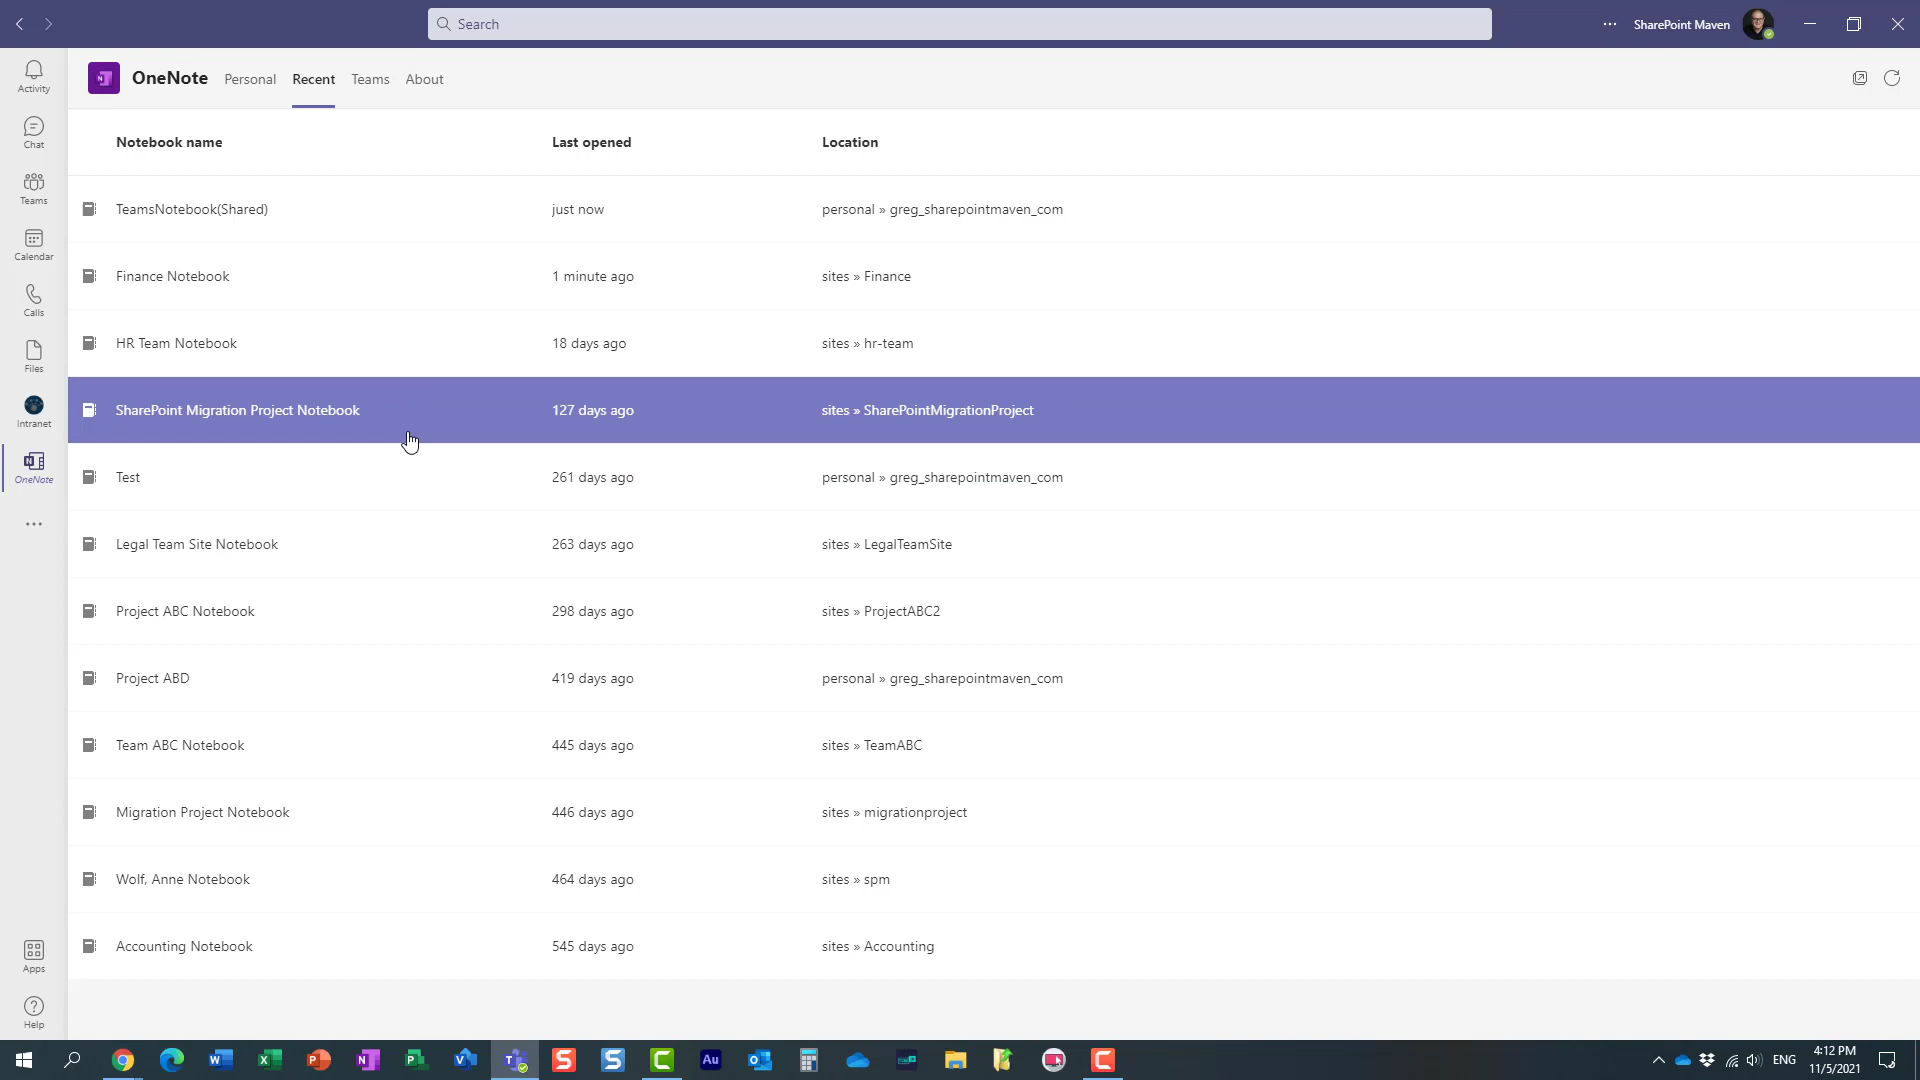 Search
SharePoint Maven
Activity
Chat
Teams
Calendar
Calls
Files
Intranet
OneNote
Apps
Help
OneNote Personal Recent Teams About
Notebook name Last opened Location
TeamsNotebook(Shared) just now personal » greg_sharepointmaven_com
Finance Notebook 1 minute ago sites » Finance
HR Team Notebook 18 days ago sites » hr-team
SharePoint Migration Project Notebook 127 days ago sites » SharePointMigrationProject
Test 261 days ago personal » greg_sharepointmaven_com
Legal Team Site Notebook 263 days ago sites » LegalTeamSite
Project ABC Notebook 298 days ago sites » ProjectABC2
Project ABD 419 days ago personal » greg_sharepointmaven_com
Team ABC Notebook 445 days ago sites » TeamABC
Migration Project Notebook 446 days ago sites » migrationproject
Wolf, Anne Notebook 464 days ago sites » spm
Accounting Notebook 545 days ago sites » Accounting
ENG 4:12 PM
11/5/2021